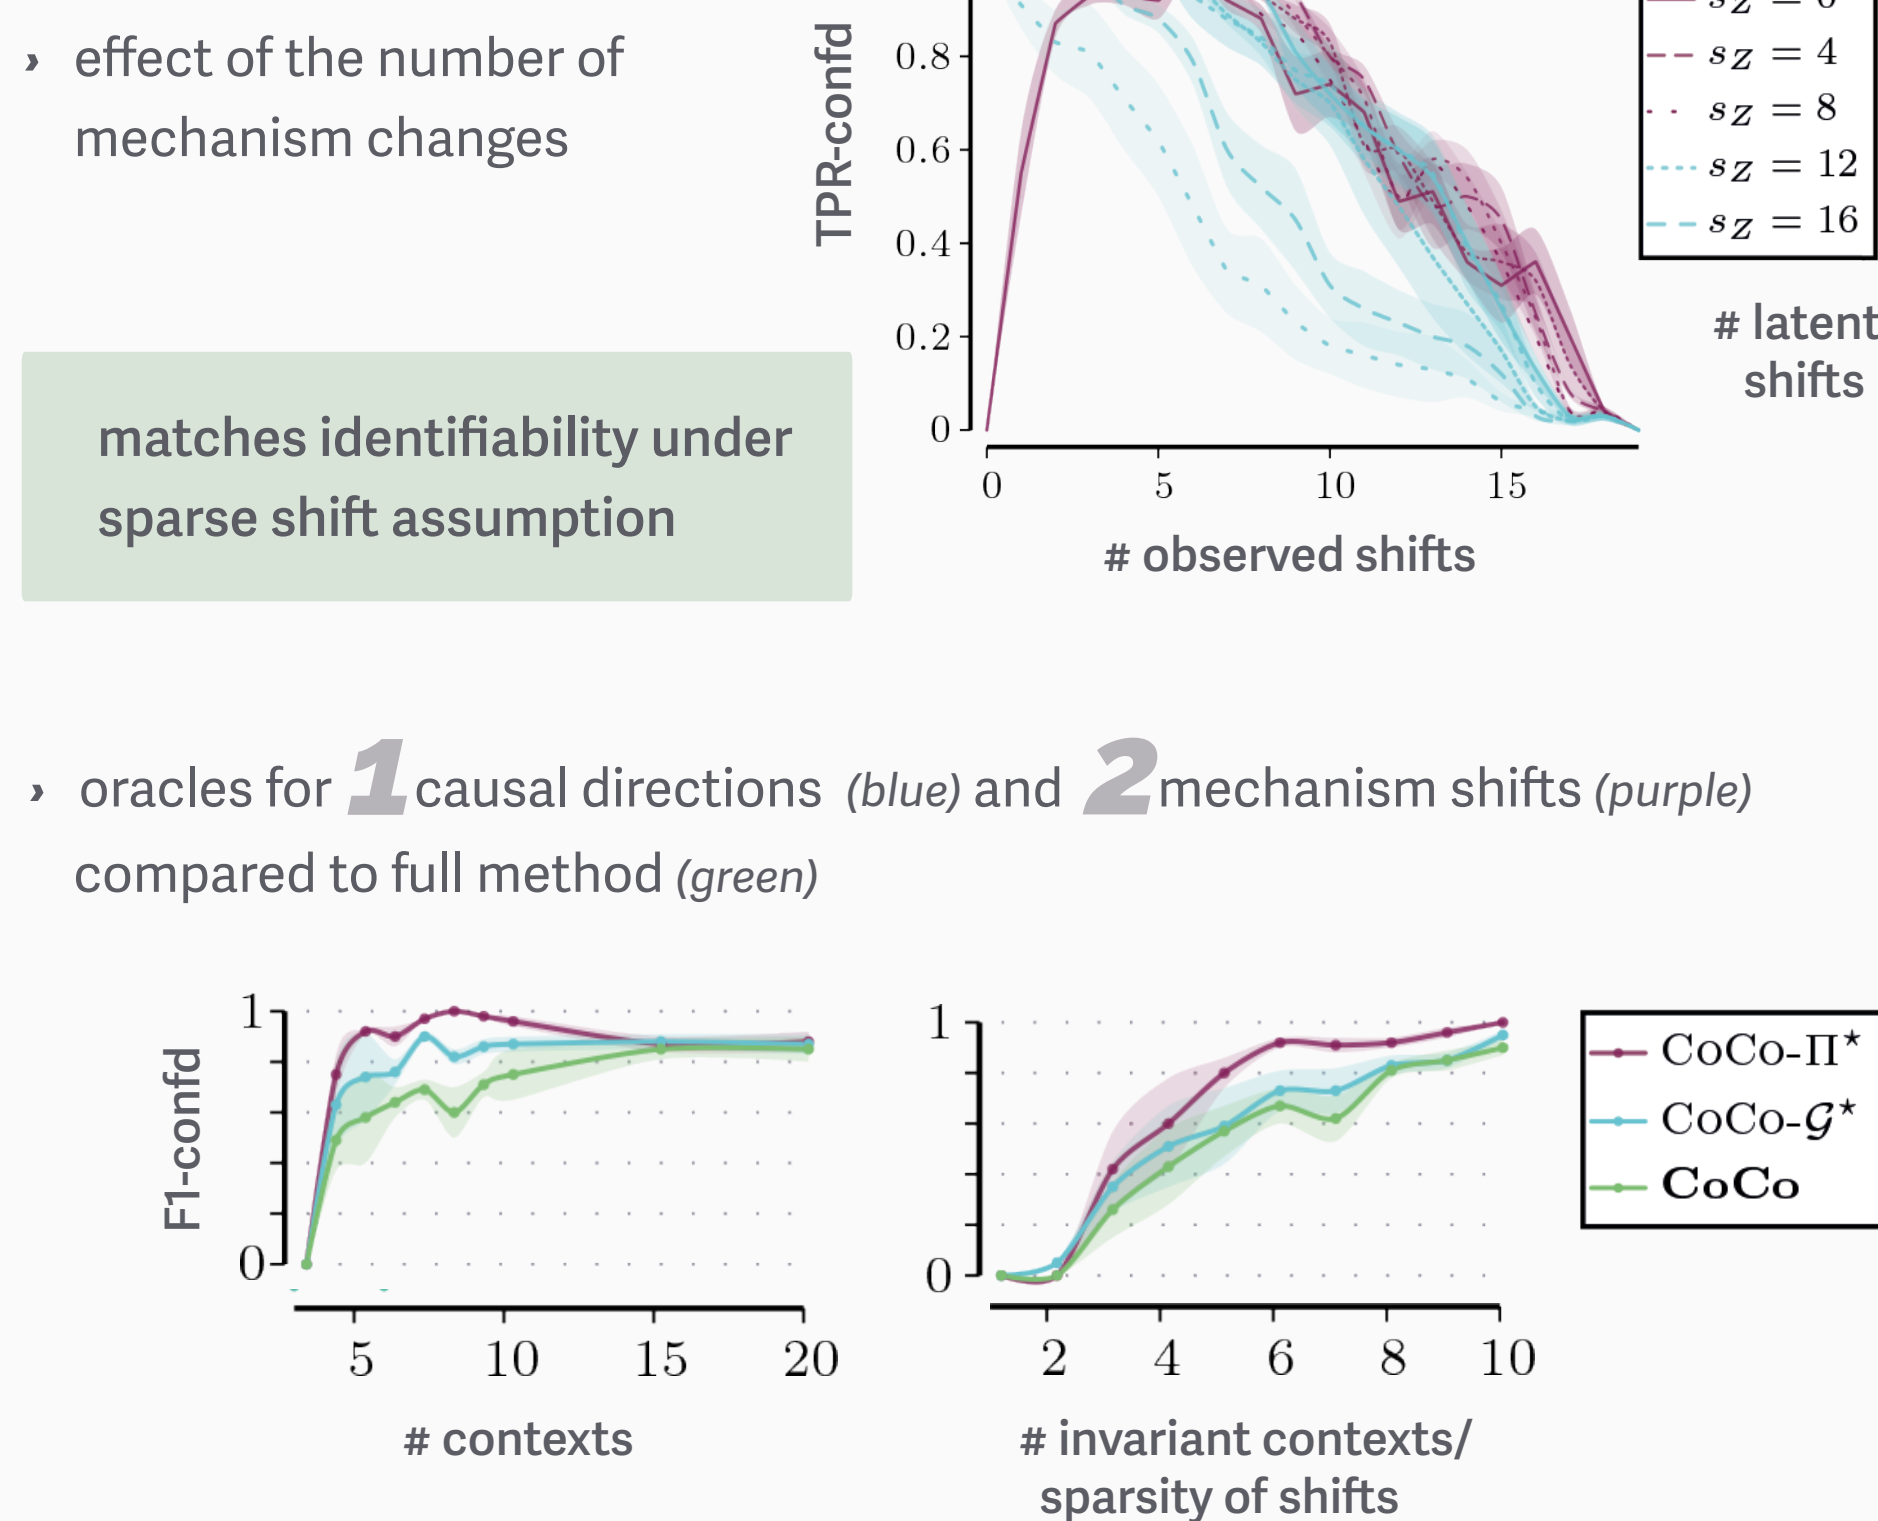 › effect of the number of
mechanism changes
matches identifiability under
sparse shift assumption
TPR-confd
0.8
0.6
0.4
0.2
0
0 5 10 15
# observed shifts
s_Z = 4
s_Z = 8
s_Z = 12
s_Z = 16
# latent
shifts
› oracles for 1 causal directions (blue) and 2 mechanism shifts (purple)
compared to full method (green)
F1-confd
1
0
5 10 15 20
# contexts
1
0
2 4 6 8 10
# invariant contexts/
sparsity of shifts
CoCo-Π*
CoCo-𝒢*
CoCo